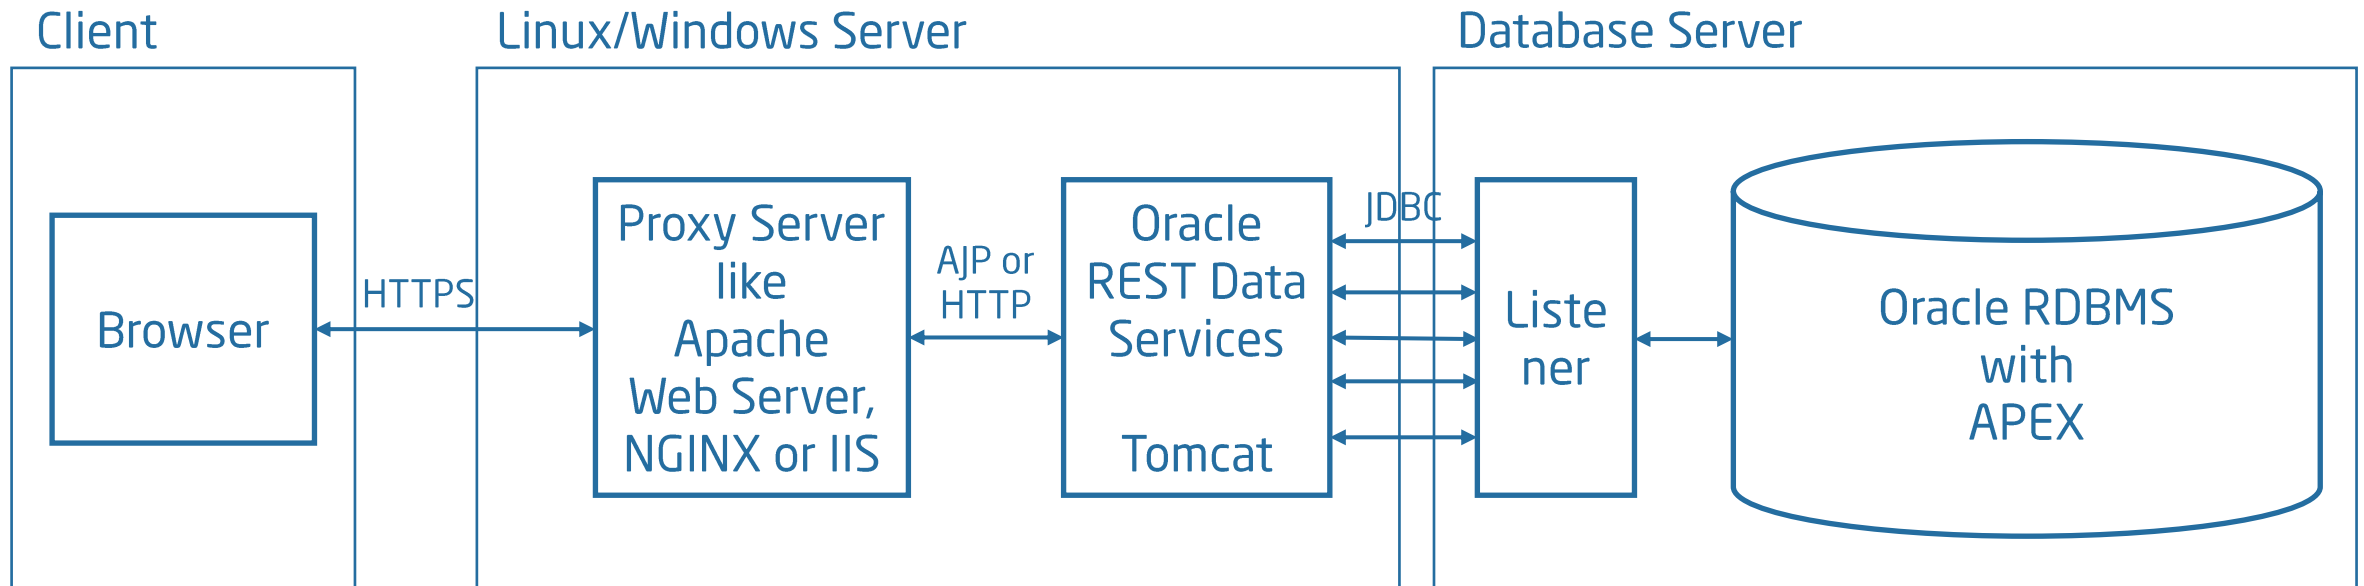 Client
Linux/Windows Server
Database Server
Browser
HTTPS
Proxy Server
like
Apache
Web Server,
NGINX or IIS
AJP or
HTTP
Oracle
REST Data
Services
Tomcat
JDBC
Liste
ner
Oracle RDBMS
with
APEX